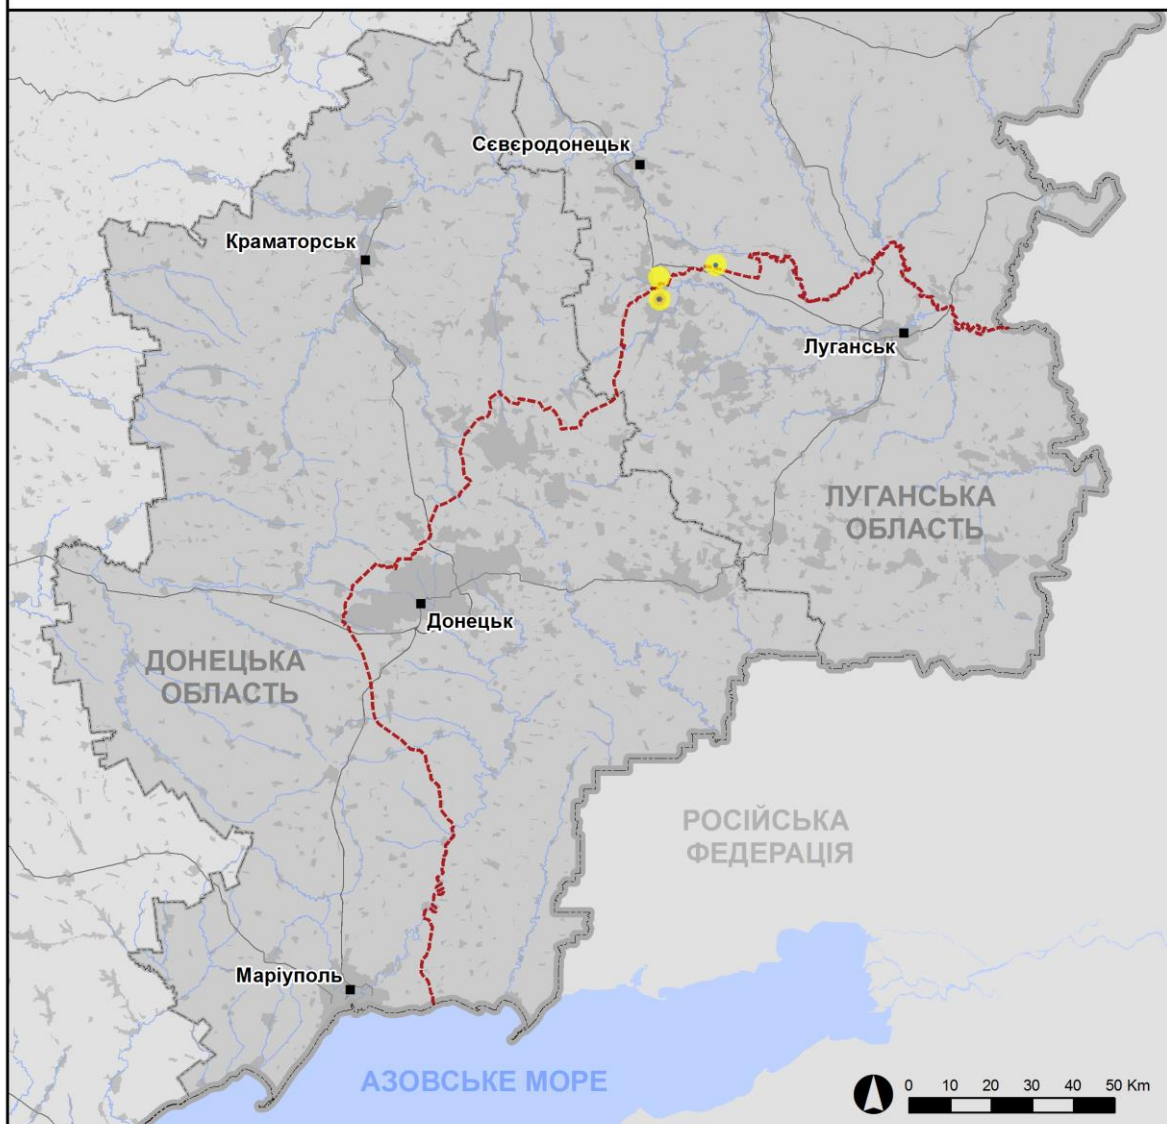 Сєвєродонецьк
Краматорськ
Луганськ
ЛУГАНСЬКА
ОБЛАСТЬ
Донецьк
ДОНЕЦЬКА
ОБЛАСТЬ
РОСІЙСЬКА
ФЕДЕРАЦІЯ
Маріуполь
АЗОВСЬКЕ МОРЕ
0 10 20 30 40 50 Km